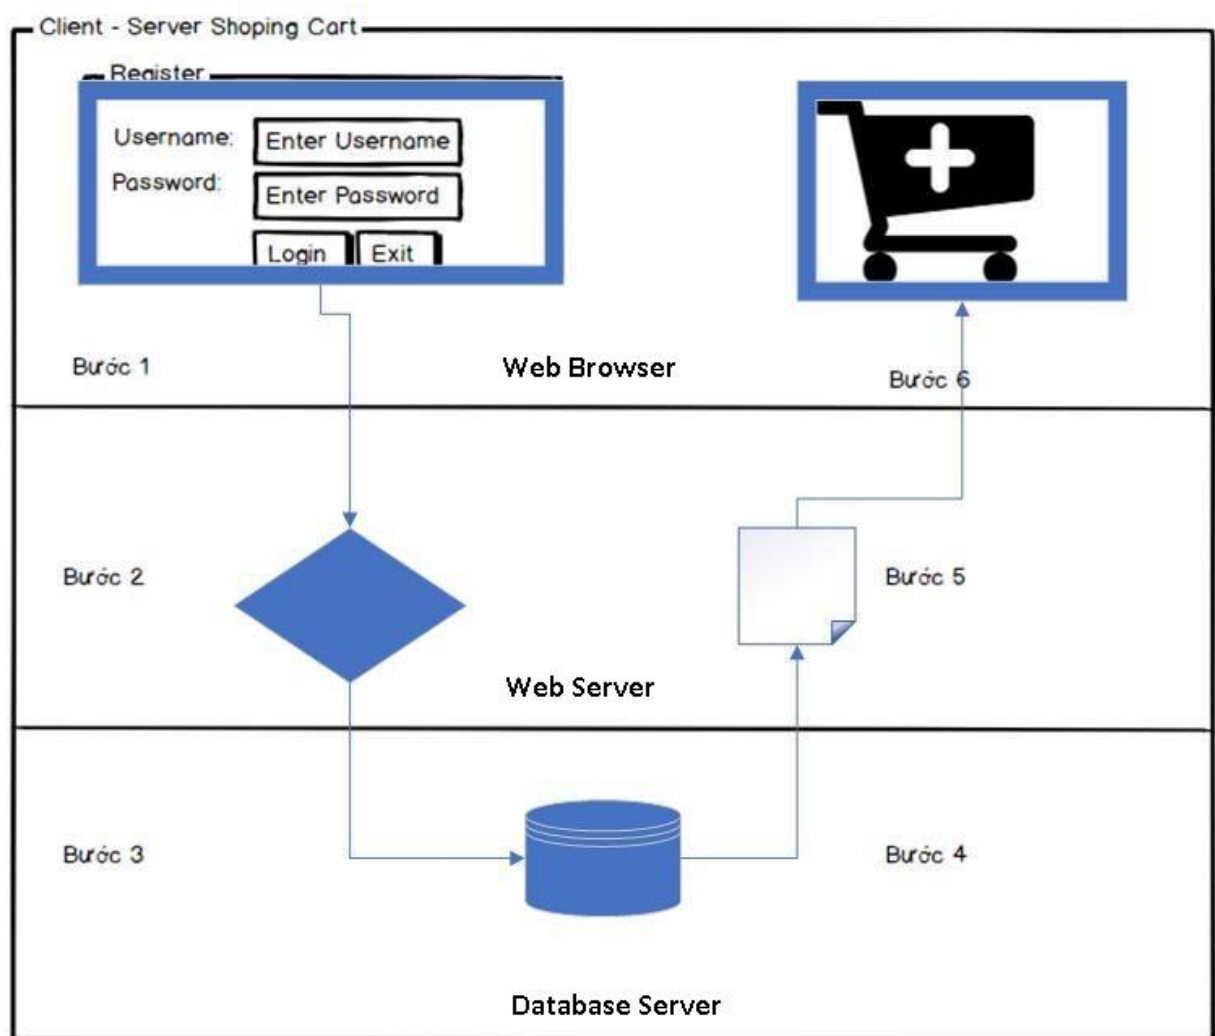 Client - Server Shoping Cart
Register
Username:
Enter Username
Password:
Enter Password
Login
Exit
Bước 1
Web Browser
Bước 6
Bước 2
Bước 5
Web Server
Bước 3
Bước 4
Database Server